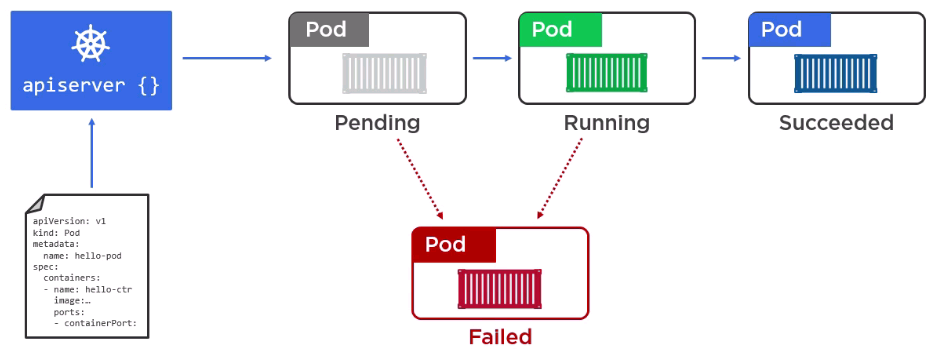 apiserver {}
Pod
Pending
Pod
Running
Pod
Succeeded
apiVersion: v1
kind: Pod
metadata:
  name: hello-pod
spec:
  containers:
  - name: hello-ctr
    image:…
    ports:
    - containerPort:
Pod
Failed